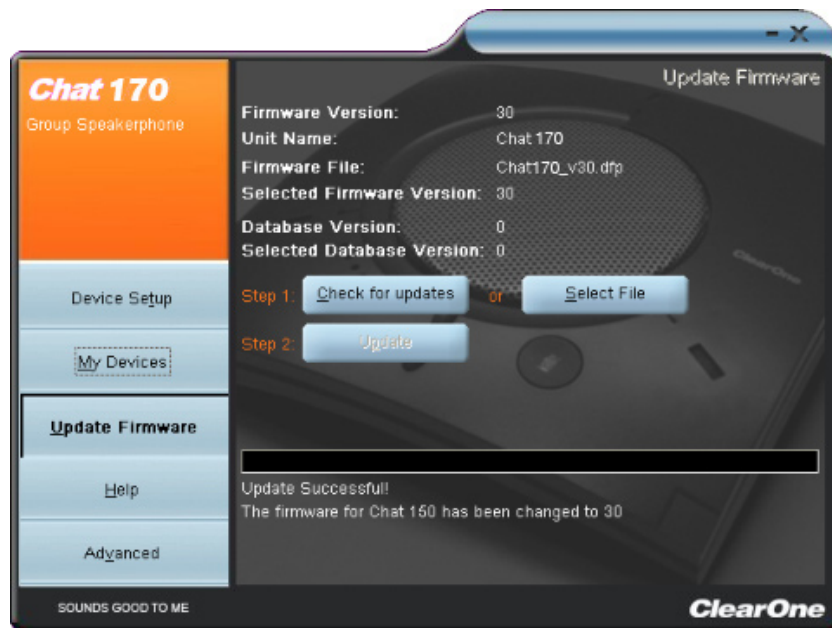 - X
Chat 170
Group Speakerphone
Update Firmware
Firmware Version: 30
Unit Name: Chat 170
Firmware File: Chat170_v30.dfp
Selected Firmware Version: 30
Database Version: 0
Selected Database Version: 0
Device Setup
Step 1: Check for updates or Select File
My Devices
Step 2: Update
Update Firmware
Help
Update Successful!
The firmware for Chat 150 has been changed to 30
Advanced
SOUNDS GOOD TO ME
ClearOne
ClearOne